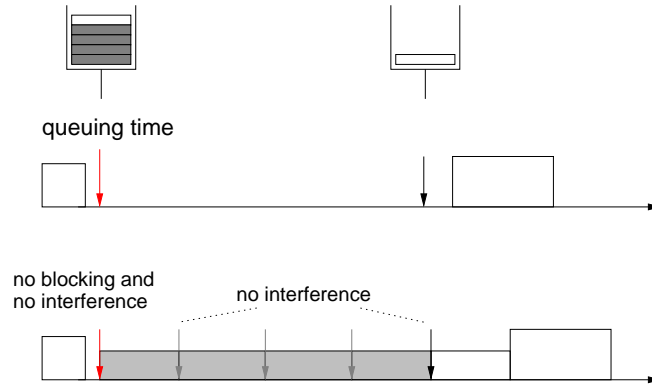 queuing time
no blocking and
no interference
no interference